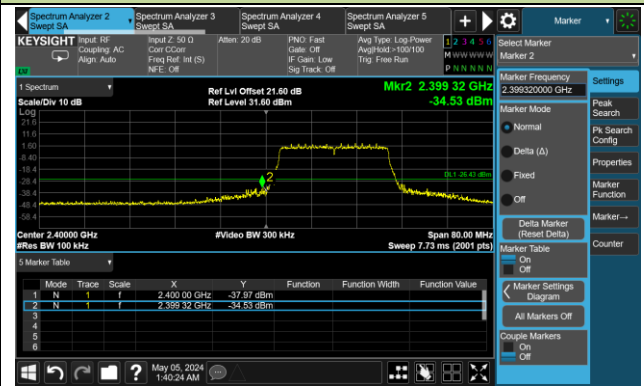 Spectrum Analyzer 2
Swept SA
Spectrum Analyzer 3
Swept SA
Spectrum Analyzer 4
Swept SA
Spectrum Analyzer 5
Swept SA
Marker
KEYSIGHT
Input: RF
Coupling: AC
Align: Auto
Input Z: 50 Ω
Corr CCorr
Freq Ref: Int (S)
NFE: Off
Atten: 20 dB
PNO: Fast
Gate: Off
IF Gain: Low
Sig Track: Off
Avg Type: Log-Power
Avg|Hold:>100/100
Trig: Free Run
1 2 3 4 5 6
M W W W W W
P N N N N N
LXI
Select Marker
Marker 2
1 Spectrum
Scale/Div 10 dB
Ref Lvl Offset 21.60 dB
Ref Level 31.60 dBm
Mkr2 2.399 32 GHz
-34.53 dBm
Log
21.6
11.6
1.60
-8.40
-18.4
-28.4
-38.4
-48.4
-58.4
2
DL1 -26.43 dBm
Center 2.40000 GHz
#Res BW 100 kHz
#Video BW 300 kHz
Span 80.00 MHz
Sweep 7.73 ms (2001 pts)
5 Marker Table
Mode Trace Scale X Y Function Function Width Function Value
1 N 1 f 2.400 00 GHz -37.97 dBm
2 N 1 f 2.399 32 GHz -34.53 dBm
3
4
5
6
Marker Frequency
2.399320000 GHz
Marker Mode
Normal
Delta (Δ)
Fixed
Off
Delta Marker
(Reset Delta)
Marker Table
On
Off
Marker Settings
Diagram
All Markers Off
Couple Markers
On
Off
Settings
Peak
Search
Pk Search
Config
Properties
Marker
Function
Marker→
Counter
?
May 05, 2024
1:40:24 AM